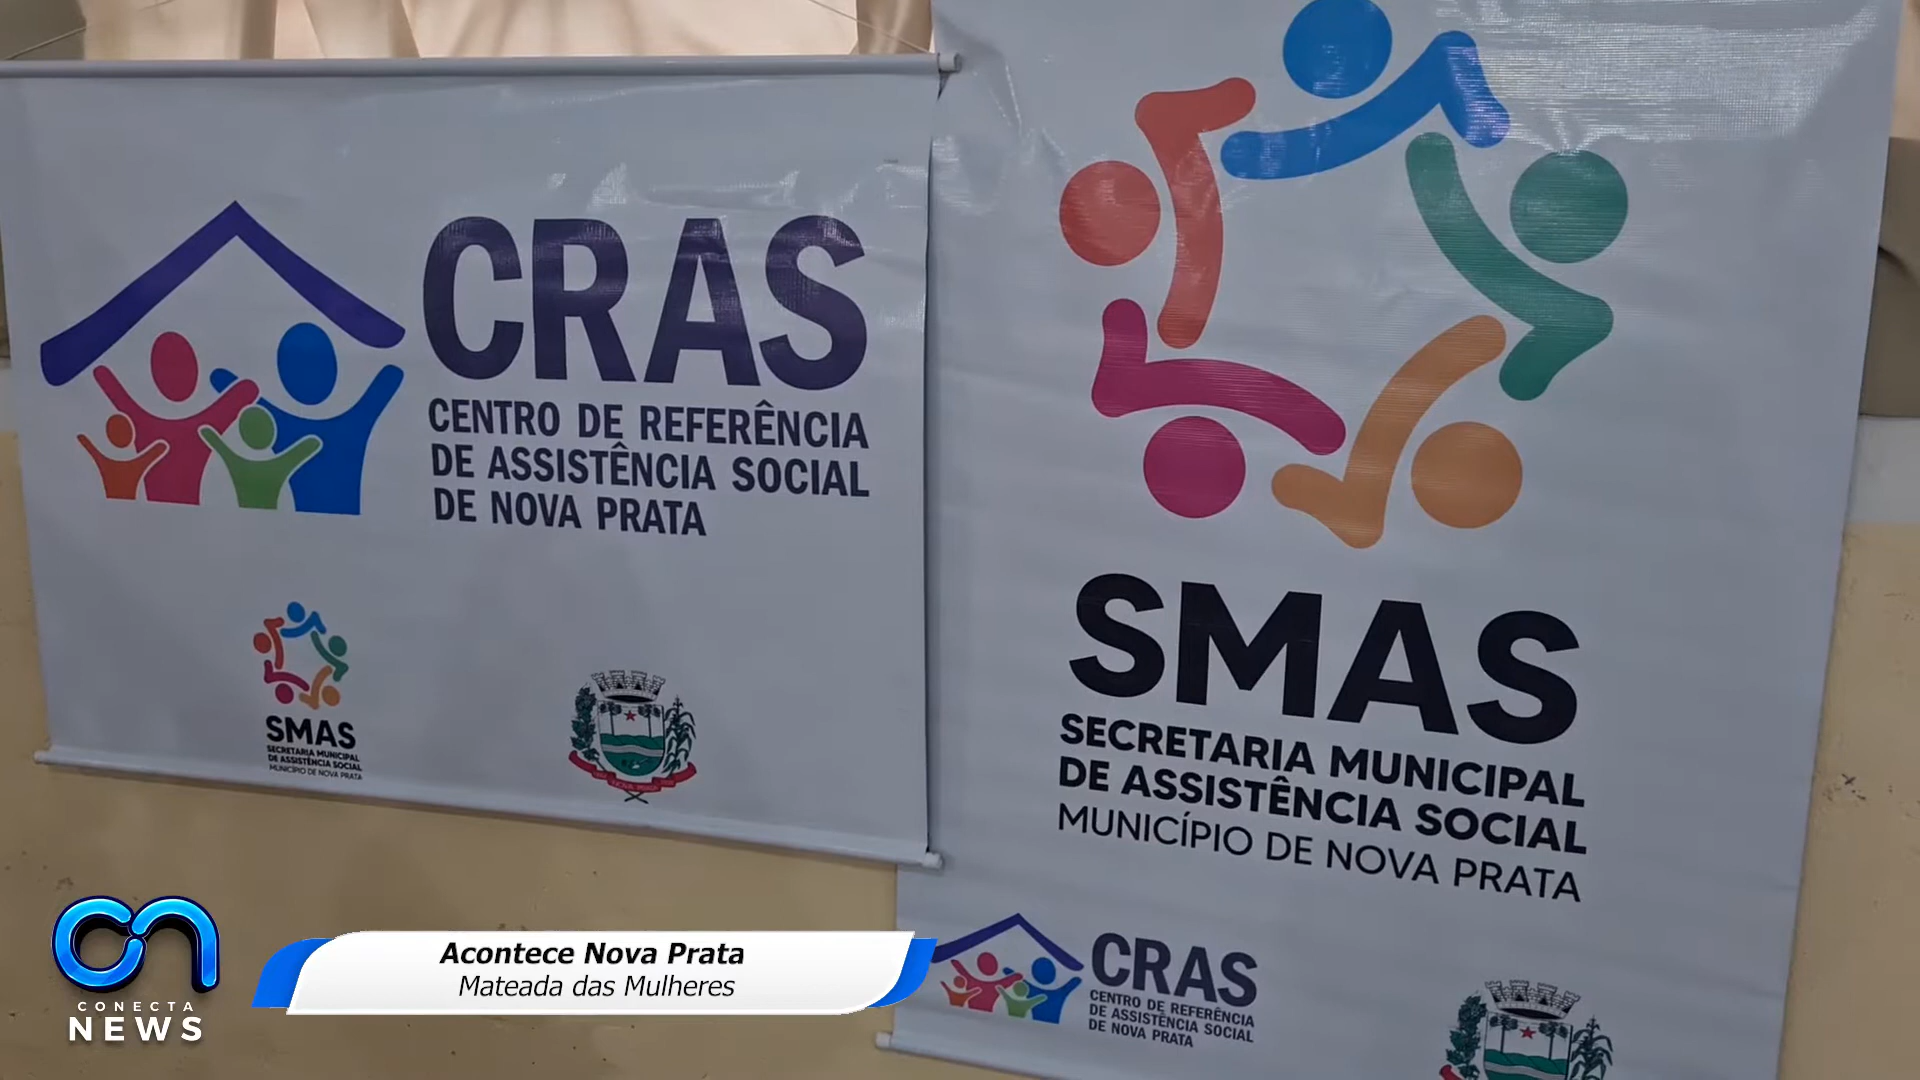 CRAS
CENTRO DE REFERÊNCIA
DE ASSISTÊNCIA SOCIAL
DE NOVA PRATA
SMAS
SECRETARIA MUNICIPAL
DE ASSISTÊNCIA SOCIAL
MUNICÍPIO DE NOVA PRATA
SMAS
SECRETARIA MUNICIPAL
DE ASSISTÊNCIA SOCIAL
MUNICÍPIO DE NOVA PRATA
CRAS
CENTRO DE REFERÊNCIA
DE ASSISTÊNCIA SOCIAL
DE NOVA PRATA
CONECTA
NEWS
Acontece Nova Prata
Mateada das Mulheres